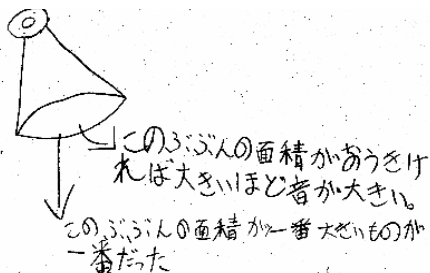 このぶぶんの面積がおうきけ
れば大きいほど音が大きい。
このぶぶんの面積が一番大きいものが
一番だった